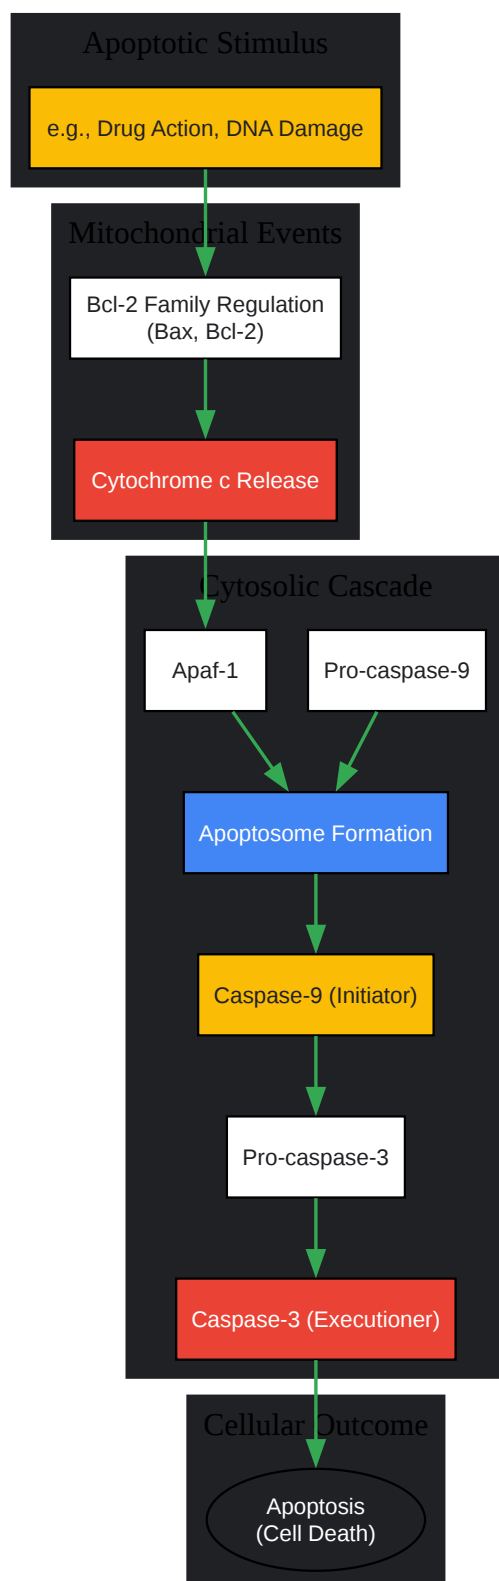 Apoptotic Stimulus
e.g., Drug Action, DNA Damage
Mitochondrial Events
Bcl-2 Family Regulation
(Bax, Bcl-2)
Cytochrome c Release
Cytosolic Cascade
Apaf-1
Pro-caspase-9
Apoptosome Formation
Caspase-9 (Initiator)
Pro-caspase-3
Caspase-3 (Executioner)
Cellular Outcome
Apoptosis
(Cell Death)